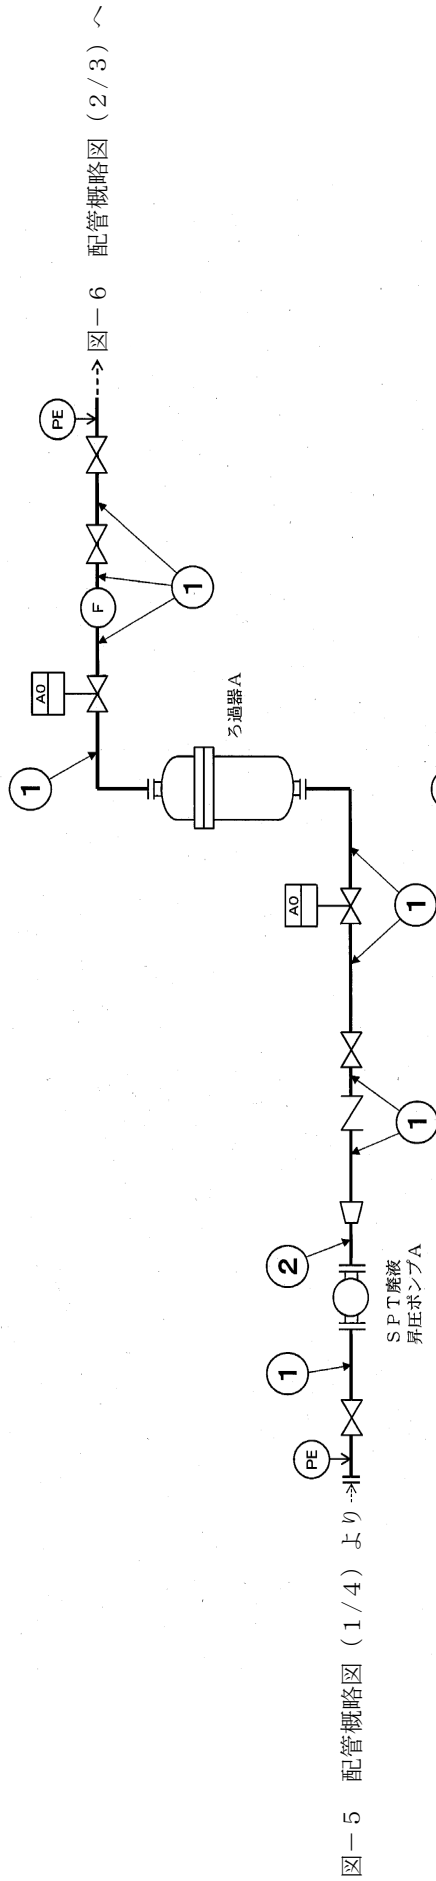 図－5　配管概略図（1/4）より
PE
1
SPT廃液
昇圧ポンプA
2
1
1
AO
ろ過器A
1
AO
F
1
PE
図－6　配管概略図（2/3）へ